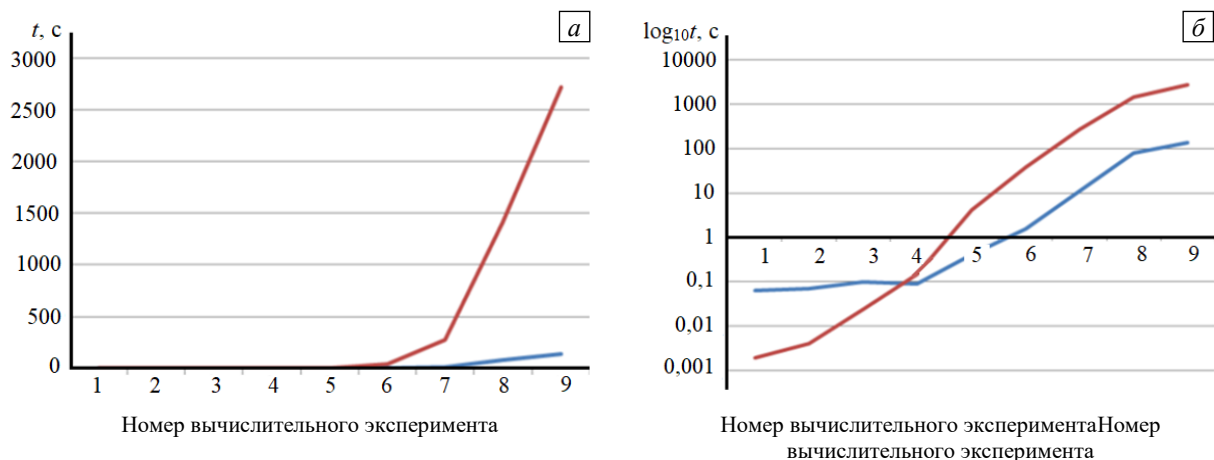 t, с
а
3000
2500
2000
1500
1000
500
0
1 2 3 4 5 6 7 8 9
Номер вычислительного эксперимента
log₁₀t, с
б
10000
1000
100
10
1
1 2 3 4 5 6 7 8 9
0,1
0,01
0,001
Номер вычислительного экспериментаНомер
вычислительного эксперимента